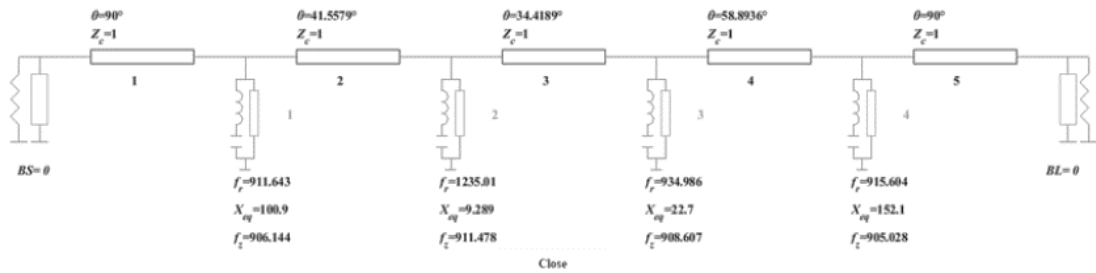 θ=90° θ=41.5579° θ=34.4189° θ=58.8936° θ=90°
Zc=1 Zc=1 Zc=1 Zc=1 Zc=1
1 2 3 4 5
1 2 3 4
BS= 0 BL= 0
fr=911.643 fr=1235.01 fr=934.986 fr=915.604
Xeq=100.9 Xeq=9.289 Xeq=22.7 Xeq=152.1
fz=906.144 fz=911.478 fz=908.607 fz=905.028
Close